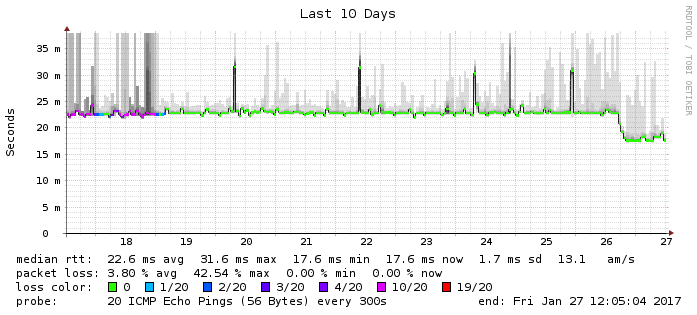 Last 10 Days
RRDTOOL / TOBI OETIKER
Seconds
35 m
30 m
25 m
20 m
15 m
10 m
5 m
0
18 19 20 21 22 23 24 25 26 27
median rtt: 22.6 ms avg 31.6 ms max 17.6 ms min 17.6 ms now 1.7 ms sd 13.1 am/s
packet loss: 3.80 % avg 42.54 % max 0.00 % min 0.00 % now
loss color: 0 1/20 2/20 3/20 4/20 10/20 19/20
probe: 20 ICMP Echo Pings (56 Bytes) every 300s end: Fri Jan 27 12:05:04 2017